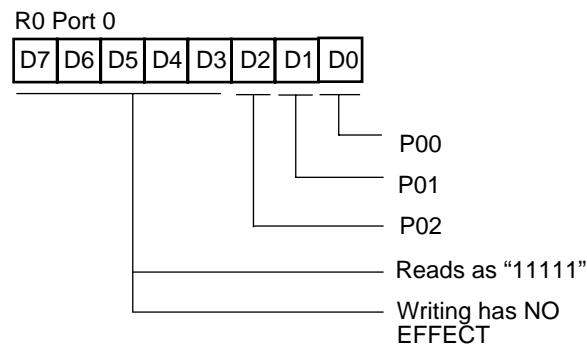 R0 Port 0
D7 D6 D5 D4 D3 D2 D1 D0
P00
P01
P02
Reads as “11111”
Writing has NO
EFFECT